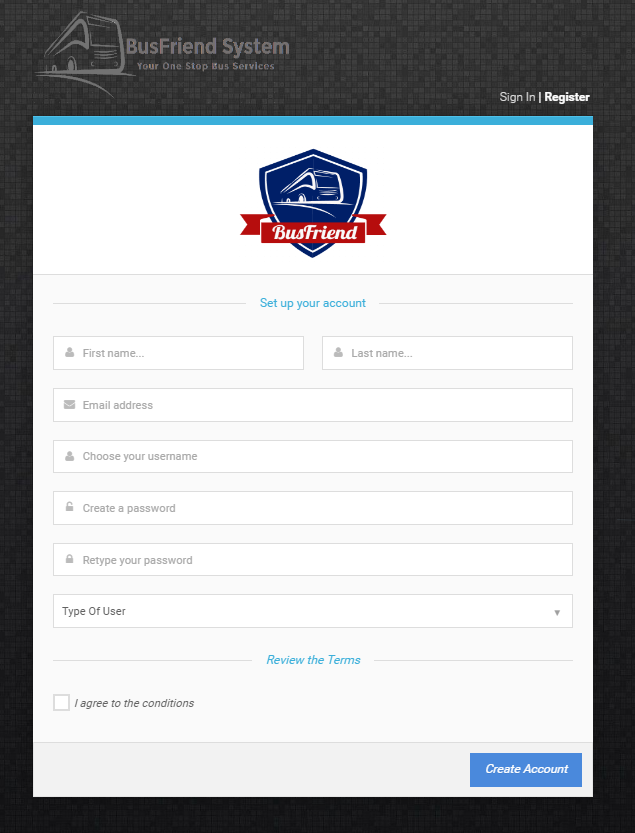 BusFriend System
Your One Stop Bus Services
Sign In | Register
BusFriend
Set up your account
First name... Last name...
Email address
Choose your username
Create a password
Retype your password
Type Of User
Review the Terms
I agree to the conditions
Create Account